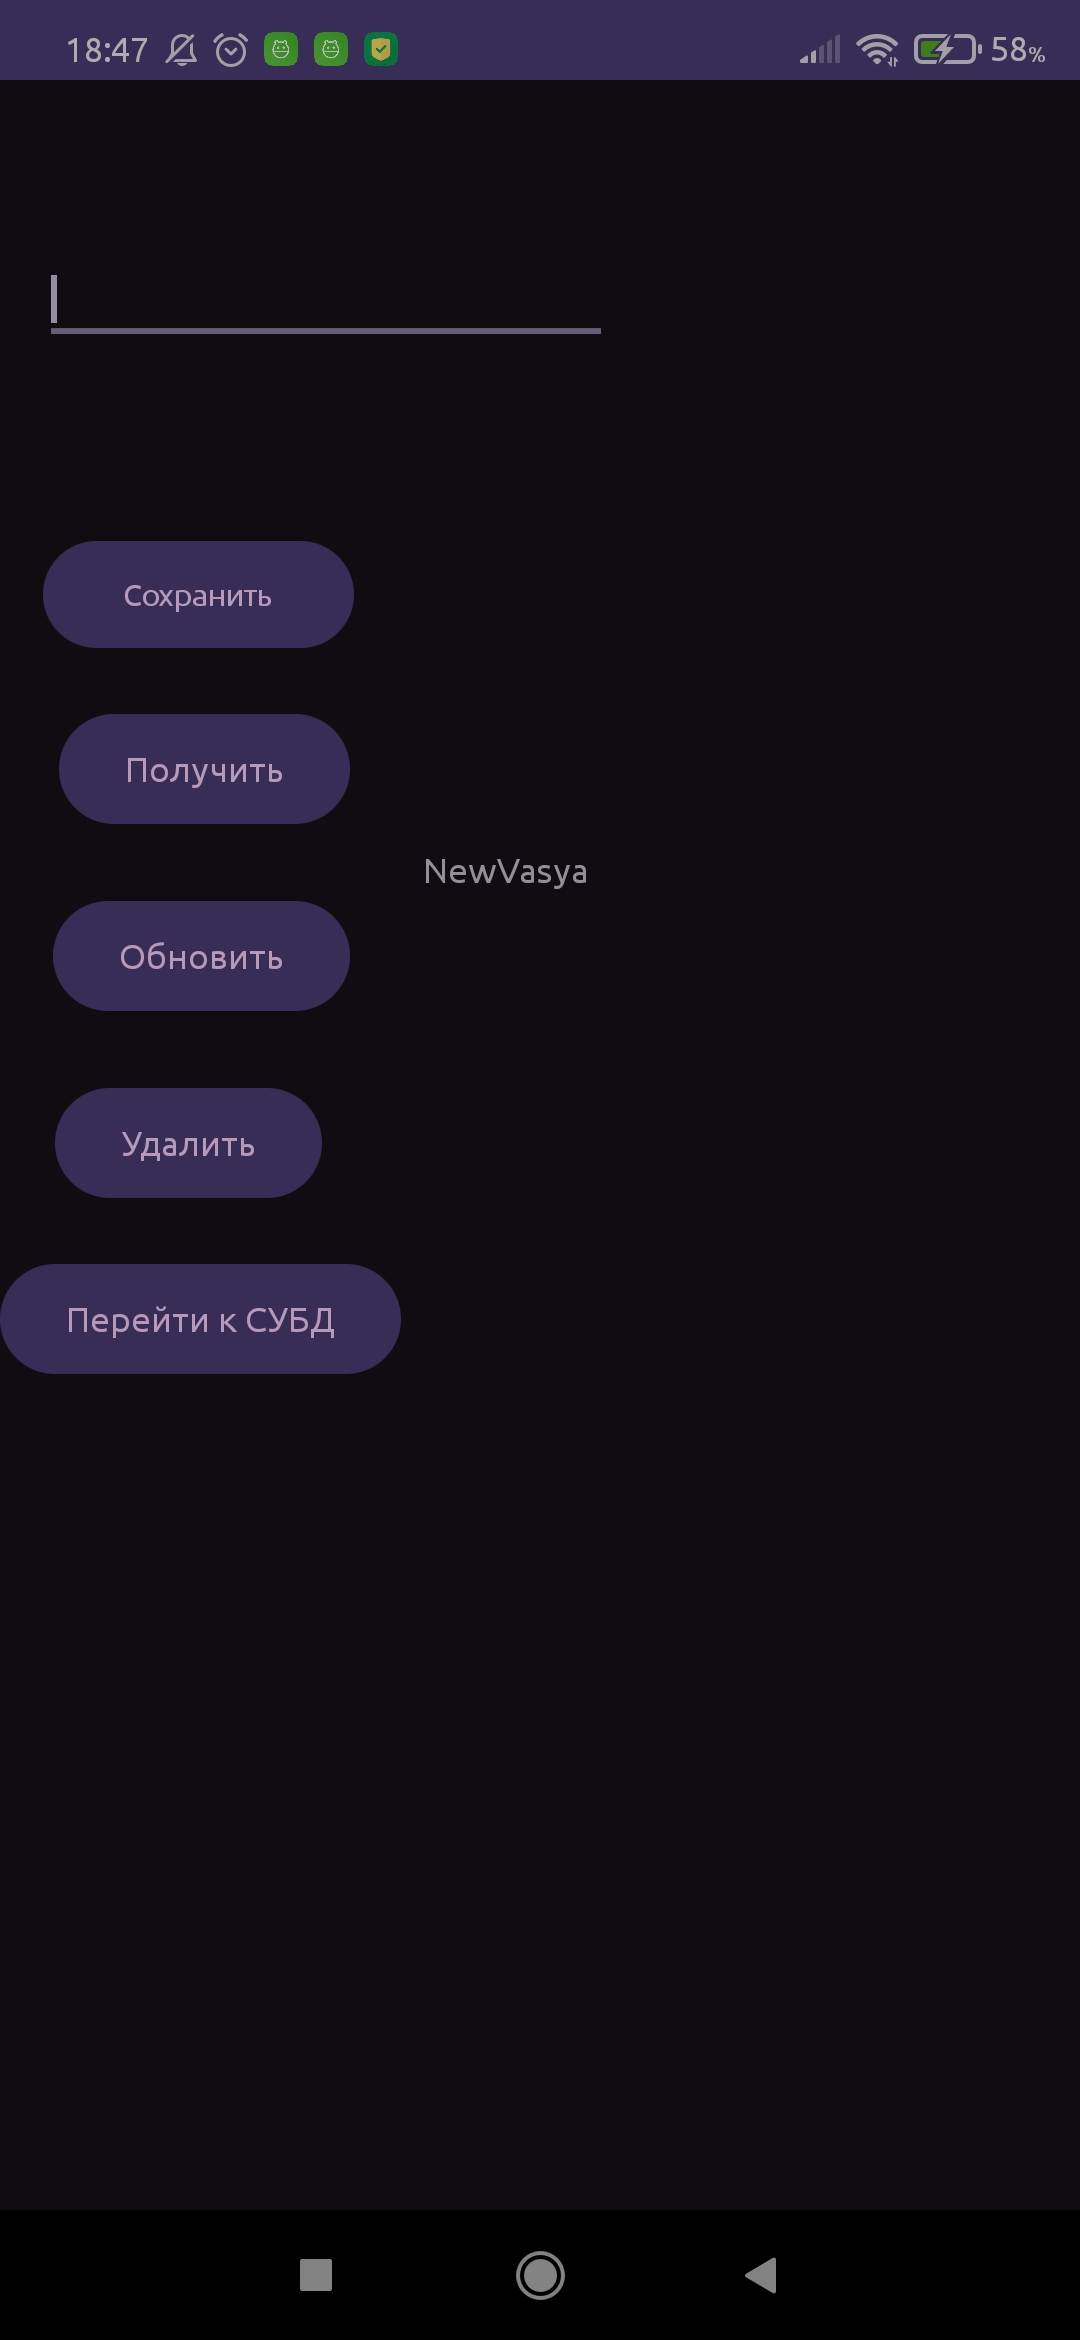 18:47 58%
Сохранить
Получить
NewVasya
Обновить
Удалить
Перейти к СУБД